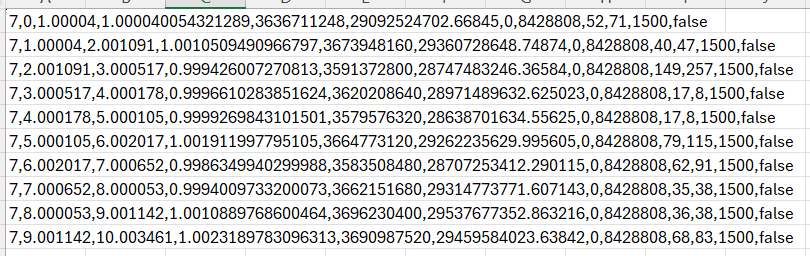 7,0,1.00004,1.000040054321289,3636711248,29092524702.66845,0,8428808,52,71,1500,false
7,1.00004,2.001091,1.0010509490966797,3673948160,29360728648.74874,0,8428808,40,47,1500,false
7,2.001091,3.000517,0.999426007270813,3591372800,28747483246.36584,0,8428808,149,257,1500,false
7,3.000517,4.000178,0.9996610283851624,3620208640,28971489632.625023,0,8428808,17,8,1500,false
7,4.000178,5.000105,0.9999269843101501,3579576320,28638701634.55625,0,8428808,17,8,1500,false
7,5.000105,6.002017,1.001911997795105,3664773120,29262235629.995605,0,8428808,79,115,1500,false
7,6.002017,7.000652,0.9986349940299988,3583508480,28707253412.290115,0,8428808,62,91,1500,false
7,7.000652,8.000053,0.9994009733200073,3662151680,29314773771.607143,0,8428808,35,38,1500,false
7,8.000053,9.001142,1.0010889768600464,3696230400,29537677352.863216,0,8428808,36,38,1500,false
7,9.001142,10.003461,1.0023189783096313,3690987520,29459584023.63842,0,8428808,68,83,1500,false